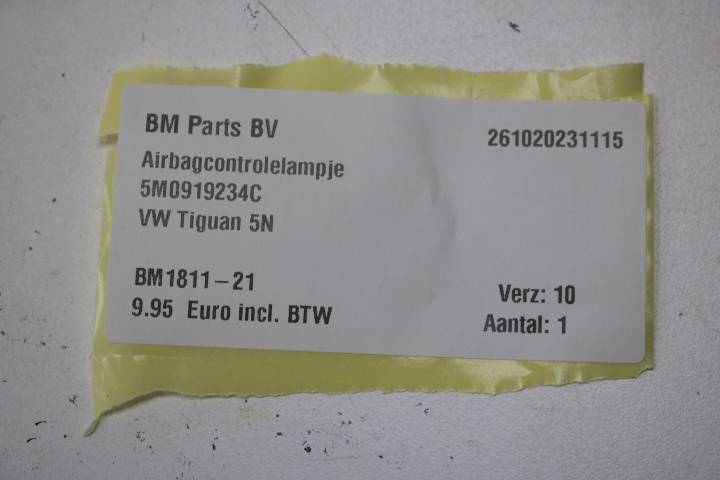 BM Parts BV
261020231115
Airbagcontrolelampje
5M0919234C
VW Tiguan 5N
BM1811-21
9.95 Euro incl. BTW
Verz: 10
Aantal: 1